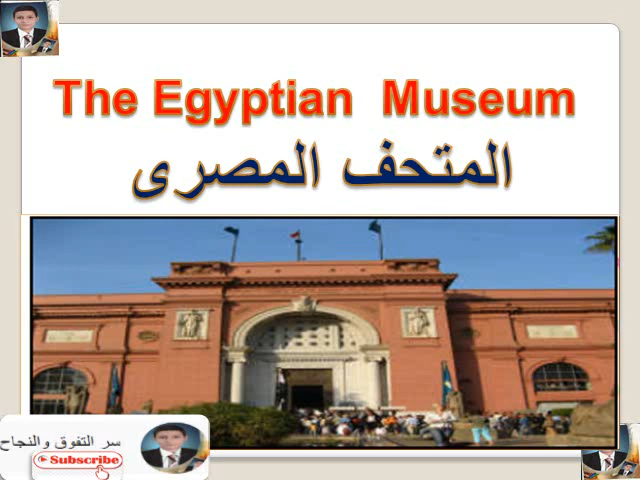 The Egyptian  Museum
المتحف المصرى
سر التفوق والنجاح
Subscribe